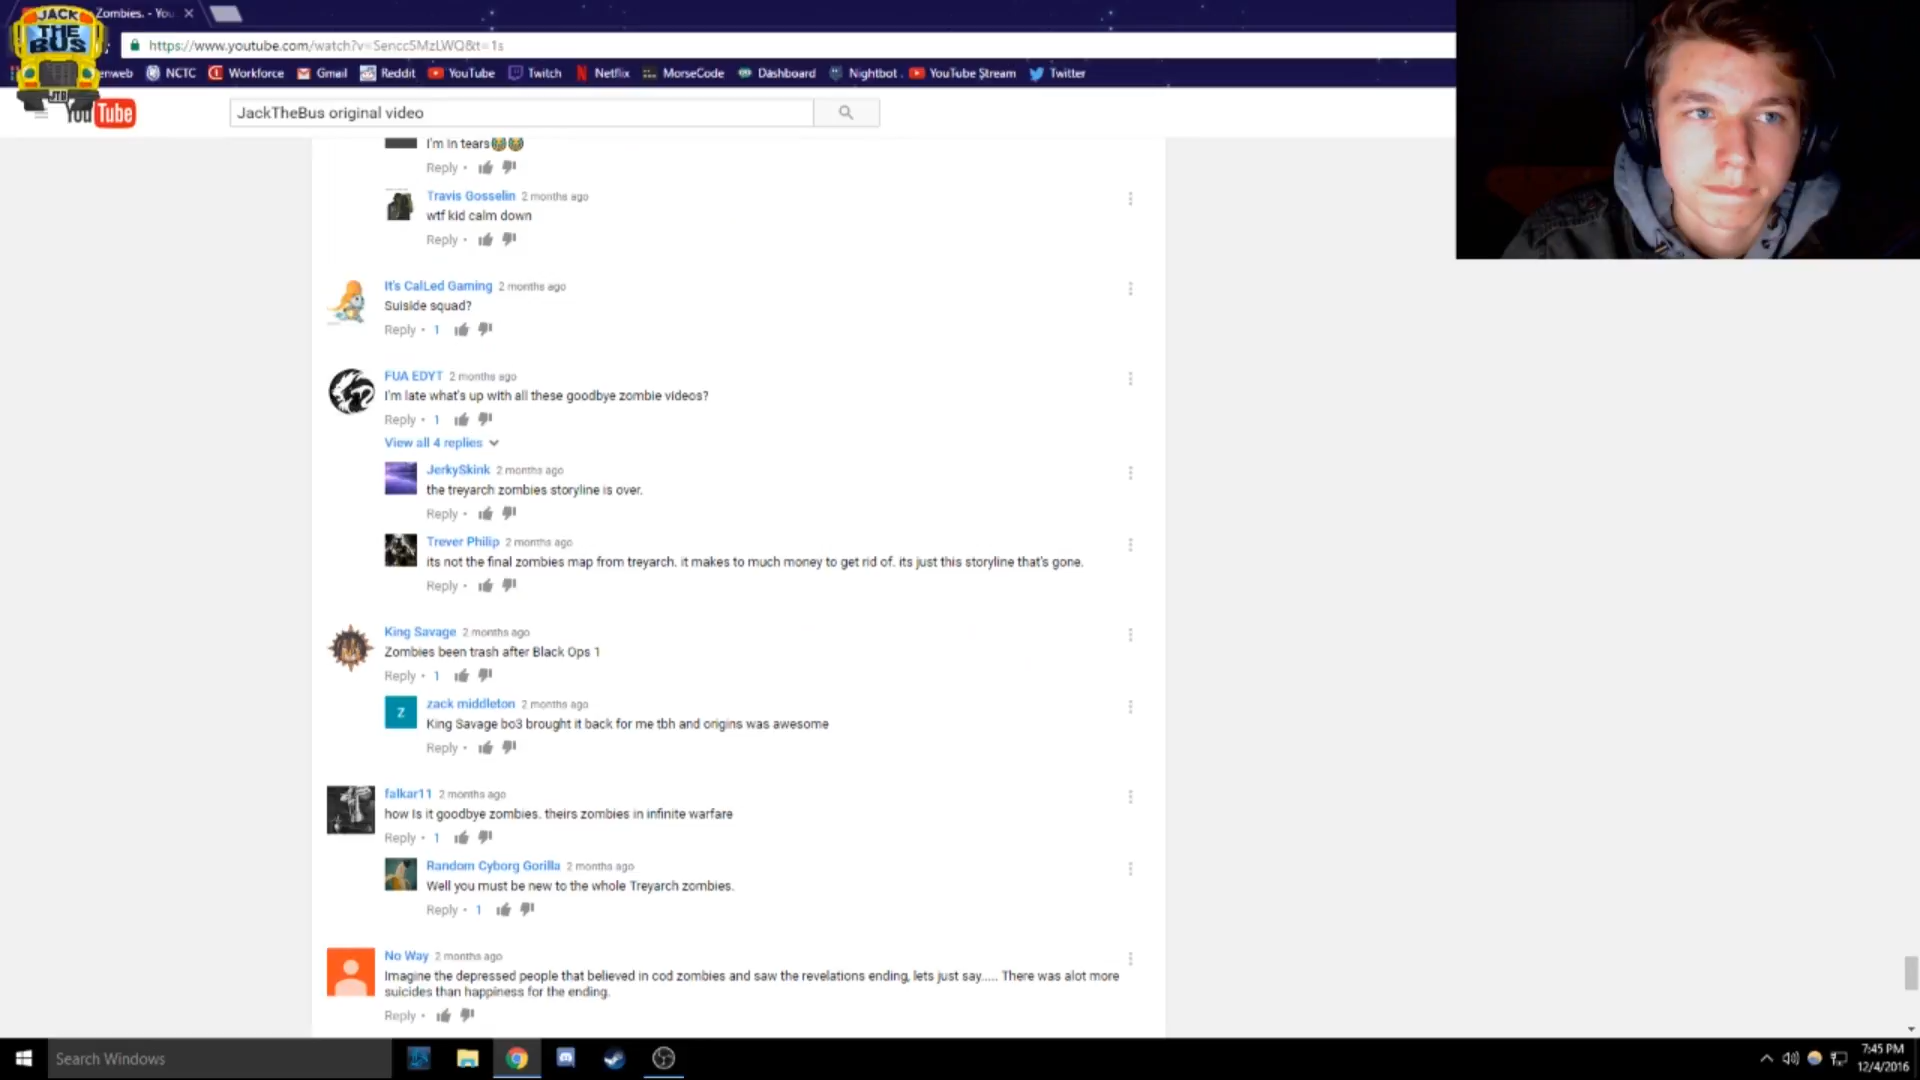 JACK
THE
BUS
JTB
Zombies. - You
https://www.youtube.com/watch?v=Sencc5MzLWQ&t=1s
enweb NCTC Workforce Gmail Reddit YouTube Twitch Netflix MorseCode Dashboard Nightbot YouTube Stream Twitter
YouTube
JackTheBus original video
I'm in tears
Reply •
Travis Gosselin 2 months ago
wtf kid calm down
Reply •
It's CalLed Gaming 2 months ago
Suiside squad?
Reply • 1
FUA EDYT 2 months ago
I'm late what's up with all these goodbye zombie videos?
Reply • 1
View all 4 replies
JerkySkink 2 months ago
the treyarch zombies storyline is over.
Reply •
Trever Philip 2 months ago
its not the final zombies map from treyarch. it makes to much money to get rid of. its just this storyline that's gone.
Reply •
King Savage 2 months ago
Zombies been trash after Black Ops 1
Reply • 1
Z
zack middleton 2 months ago
King Savage bo3 brought it back for me tbh and origins was awesome
Reply •
falkar11 2 months ago
how Is it goodbye zombies. theirs zombies in infinite warfare
Reply • 1
Random Cyborg Gorilla 2 months ago
Well you must be new to the whole Treyarch zombies.
Reply • 1
No Way 2 months ago
Imagine the depressed people that believed in cod zombies and saw the revelations ending, lets just say..... There was alot more
suicides than happiness for the ending.
Reply •
Search Windows
7:45 PM
12/4/2016